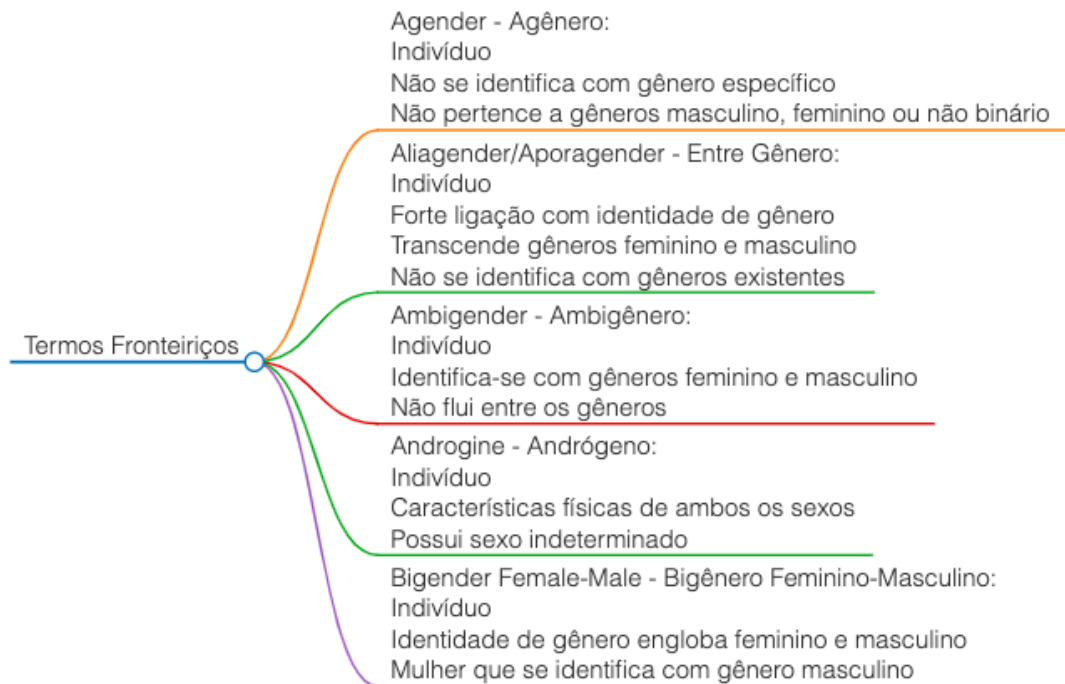 Agender - Agênero:
Indivíduo
Não se identifica com gênero específico
Não pertence a gêneros masculino, feminino ou não binário
Aliagender/Aporagender - Entre Gênero:
Indivíduo
Forte ligação com identidade de gênero
Transcende gêneros feminino e masculino
Não se identifica com gêneros existentes
Termos Fronteiriços
Ambigender - Ambigênero:
Indivíduo
Identifica-se com gêneros feminino e masculino
Não flui entre os gêneros
Androgine - Andrógeno:
Indivíduo
Características físicas de ambos os sexos
Possui sexo indeterminado
Bigender Female-Male - Bigênero Feminino-Masculino:
Indivíduo
Identidade de gênero engloba feminino e masculino
Mulher que se identifica com gênero masculino